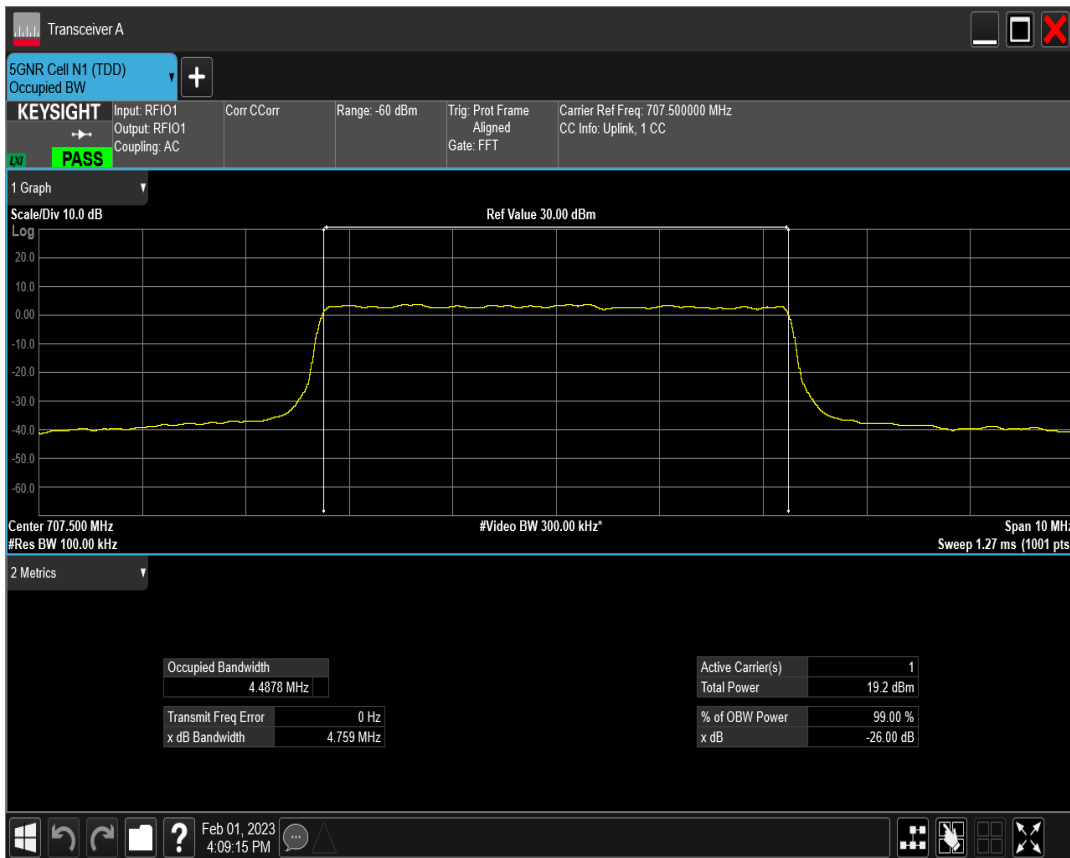 Transceiver A
5GNR Cell N1 (TDD)
Occupied BW
+
KEYSIGHT
LXI
PASS
Input: RFIO1
Output: RFIO1
Coupling: AC
Corr CCorr
Range: -60 dBm
Trig: Prot Frame
Aligned
Gate: FFT
Carrier Ref Freq: 707.500000 MHz
CC Info: Uplink, 1 CC
1 Graph
Scale/Div 10.0 dB
Ref Value 30.00 dBm
Log
20.0
10.0
0.00
-10.0
-20.0
-30.0
-40.0
-50.0
-60.0
Center 707.500 MHz
#Video BW 300.00 kHz*
Span 10 MHz
#Res BW 100.00 kHz
Sweep 1.27 ms (1001 pts
2 Metrics
Occupied Bandwidth
4.4878 MHz
Transmit Freq Error 0 Hz
x dB Bandwidth 4.759 MHz
Active Carrier(s) 1
Total Power 19.2 dBm
% of OBW Power 99.00 %
x dB -26.00 dB
?
Feb 01, 2023
4:09:15 PM